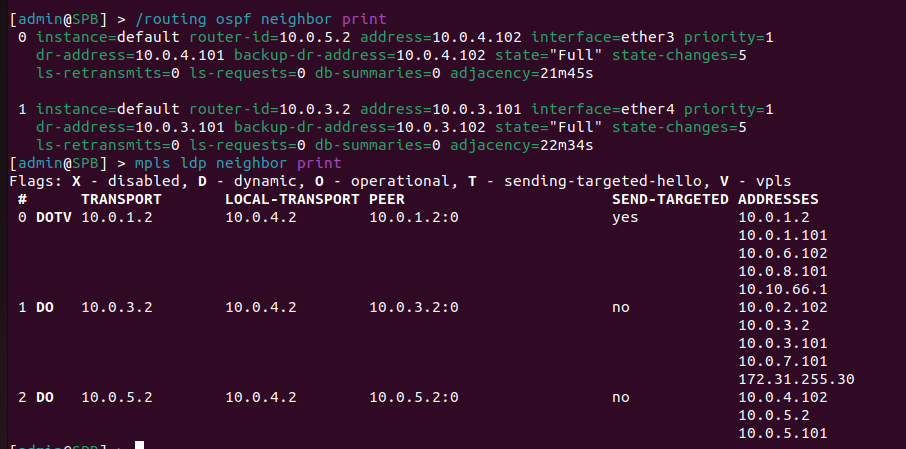 [admin@SPB] > /routing ospf neighbor print
0 instance=default router-id=10.0.5.2 address=10.0.4.102 interface=ether3 priority=1
dr-address=10.0.4.101 backup-dr-address=10.0.4.102 state="Full" state-changes=5
ls-retransmits=0 ls-requests=0 db-summaries=0 adjacency=21m45s
1 instance=default router-id=10.0.3.2 address=10.0.3.101 interface=ether4 priority=1
dr-address=10.0.3.101 backup-dr-address=10.0.3.102 state="Full" state-changes=5
ls-retransmits=0 ls-requests=0 db-summaries=0 adjacency=22m34s
[admin@SPB] > mpls ldp neighbor print
Flags: X - disabled, D - dynamic, O - operational, T - sending-targeted-hello, V - vpls
# TRANSPORT LOCAL-TRANSPORT PEER SEND-TARGETED ADDRESSES
0 DOTV 10.0.1.2 10.0.4.2 10.0.1.2:0 yes 10.0.1.2
10.0.1.101
10.0.6.102
10.0.8.101
10.10.66.1
1 DO 10.0.3.2 10.0.4.2 10.0.3.2:0 no 10.0.2.102
10.0.3.2
10.0.3.101
10.0.7.101
172.31.255.30
2 DO 10.0.5.2 10.0.4.2 10.0.5.2:0 no 10.0.4.102
10.0.5.2
10.0.5.101
[admin@SPB] >